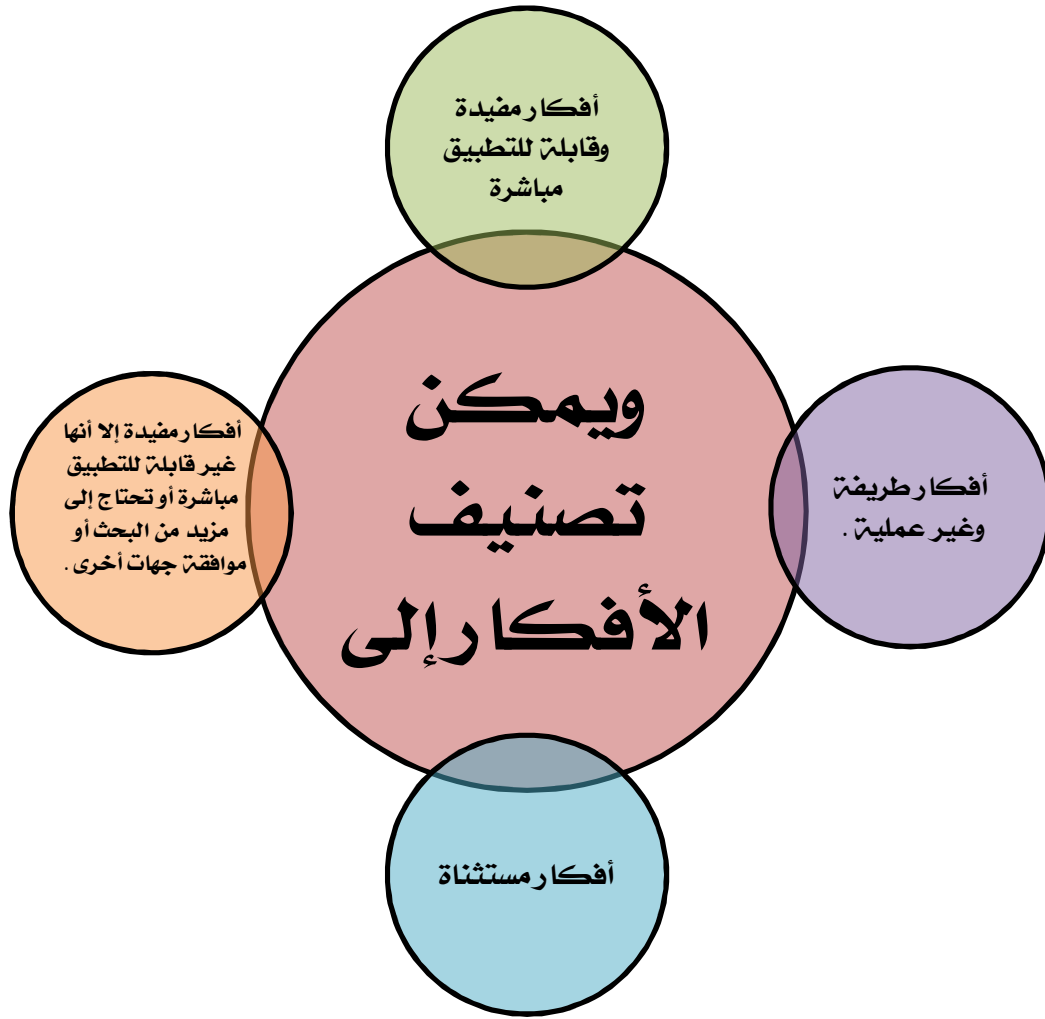 أفكار مفيدة
وقابلة للتطبيق
مباشرة
ويمكن
تصنيف
الأفكار إلى
أفكار طريفة
وغير عملية .
أفكار مفيدة إلا أنها
غير قابلة للتطبيق
مباشرة أو تحتاج إلى
مزيد من البحث أو
موافقة جهات أخرى .
أفكار مستثناة